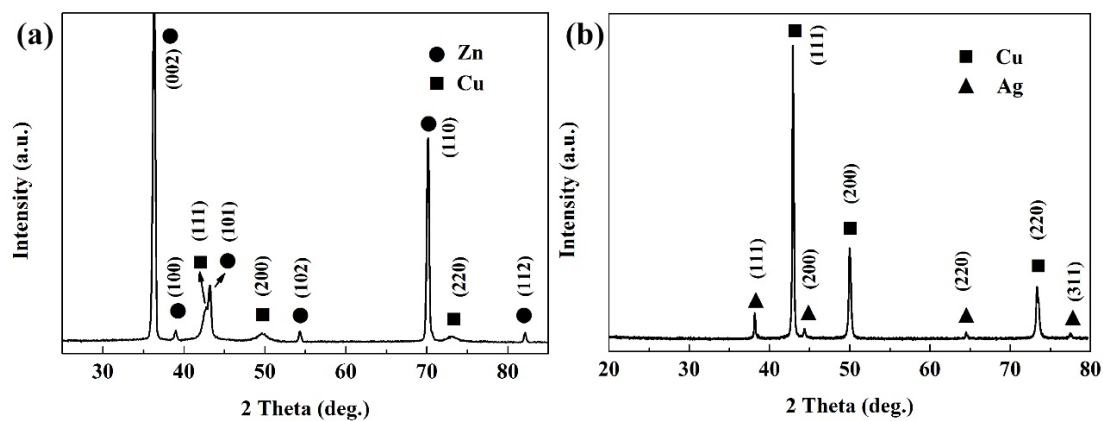 (a)
Intensity (a.u.)
(002)
Zn
Cu
(100)
(111)
(101)
(200)
(102)
(110)
(220)
(112)
30 40 50 60 70 80
2 Theta (deg.)
(b)
Intensity (a.u.)
(111)
Cu
Ag
(111)
(200)
(200)
(220)
(220)
(311)
20 30 40 50 60 70 80
2 Theta (deg.)